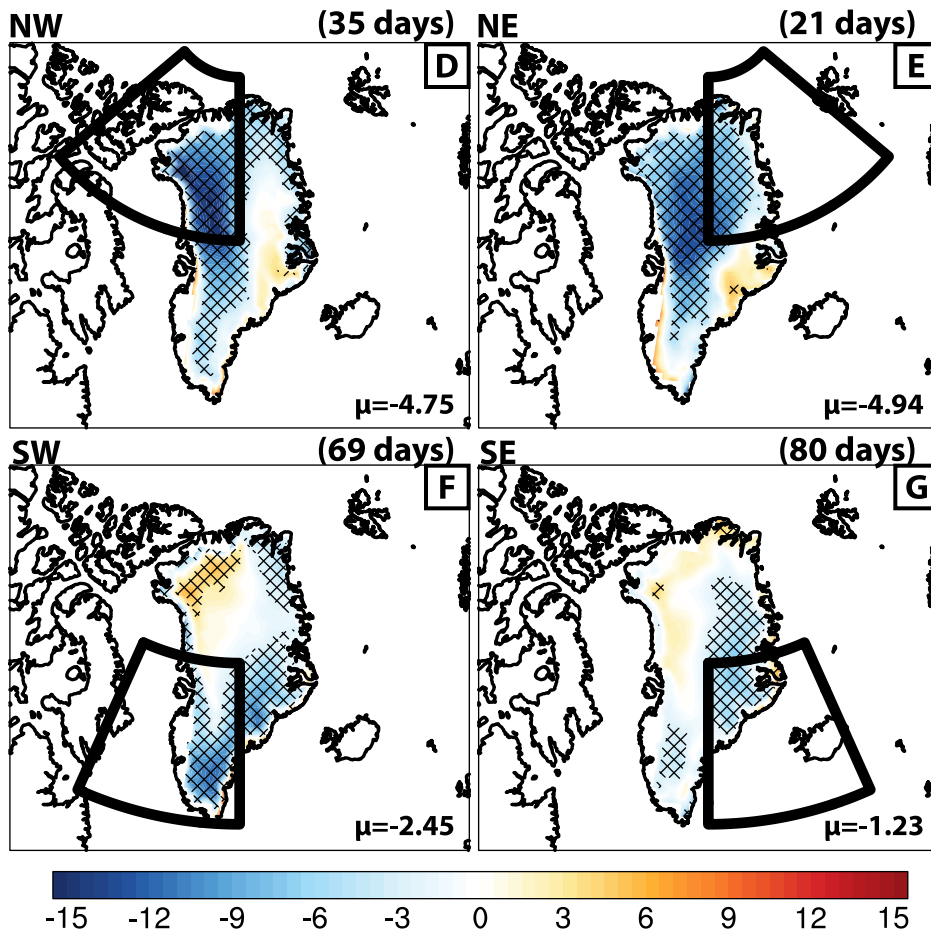 NW (35 days)
D
NE (21 days)
E
μ=-4.75
μ=-4.94
SW (69 days)
F
SE (80 days)
G
μ=-2.45
μ=-1.23
-15 -12 -9 -6 -3 0 3 6 9 12 15